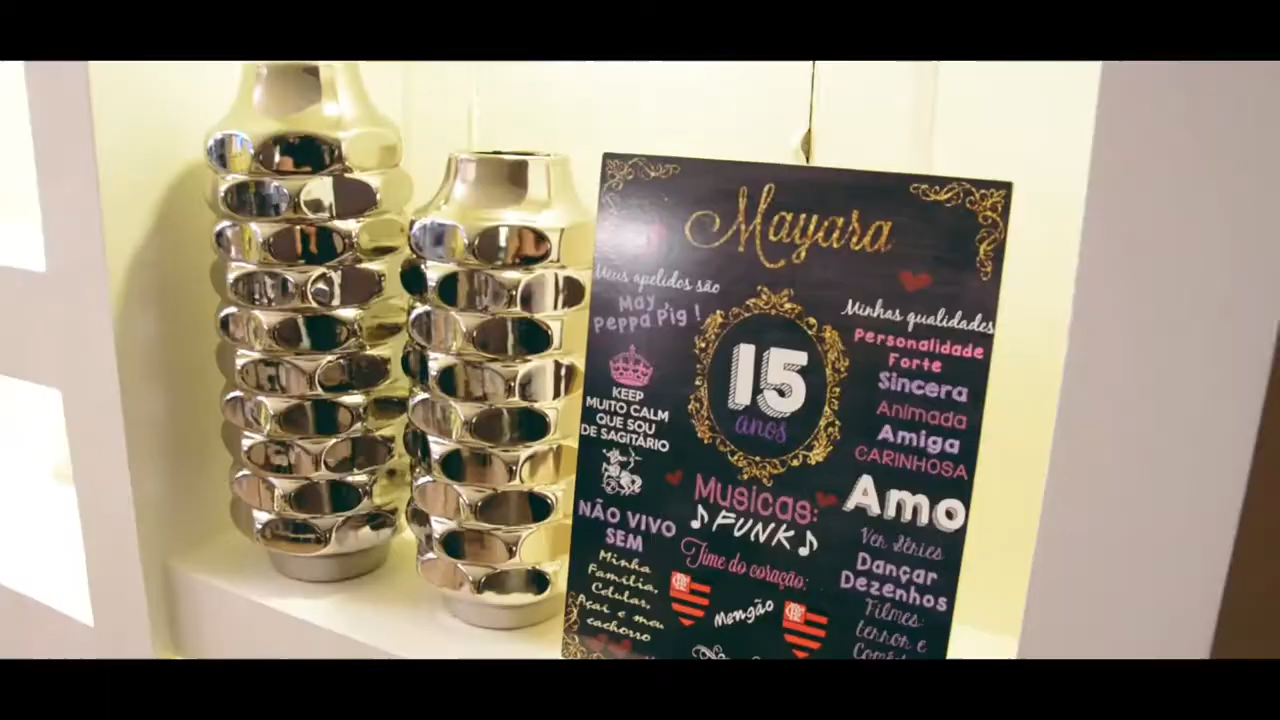 Mayara
Meus apelidos são
May
Peppa Pig !
KEEP
MUITO CALM
QUE SOU
DE SAGITÁRIO
NÃO VIVO
SEM
Minha
Família,
Celular,
Açaí e meu
cachorro
15
anos
Musicas:
FUNK
Time do coração:
Mengão
Minhas qualidades
Personalidade
Forte
Sincera
Animada
Amiga
CARINHOSA
Amo
Ver Séries
Dançar
Dezenhos
Filmes:
terror e